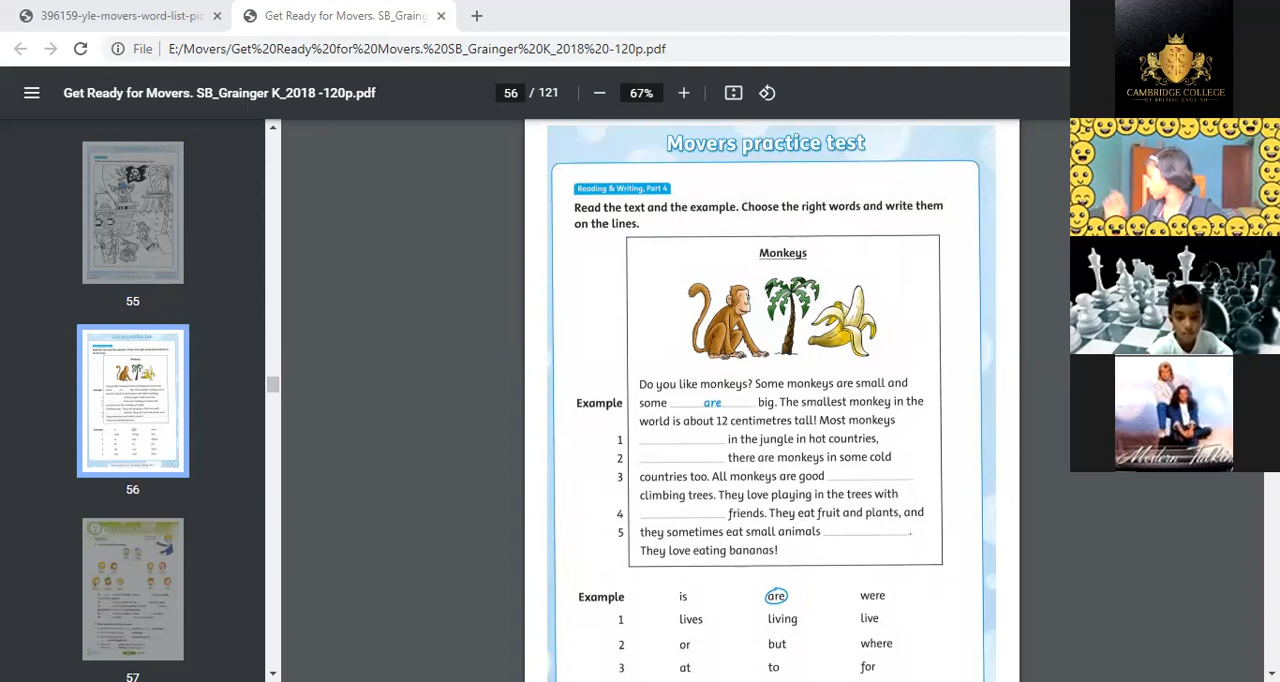 396159-yle-movers-word-list-pic
Get Ready for Movers. SB_Graing
E:/Movers/Get%20Ready%20for%20Movers.%20SB_Grainger%20K_2018%20-120p.pdf
File
Get Ready for Movers. SB_Grainger K_2018 -120p.pdf
56 / 121
67%
CAMBRIDGE COLLEGE
OF BRITISH ENGLISH
55
56
57
Movers practice test
Reading & Writing, Part 4
Read the text and the example. Choose the right words and write them
on the lines.
Monkeys
Do you like monkeys? Some monkeys are small and
Example some are big. The smallest monkey in the
world is about 12 centimetres tall! Most monkeys
1 in the jungle in hot countries,
2 there are monkeys in some cold
3 countries too. All monkeys are good
climbing trees. They love playing in the trees with
4 friends. They eat fruit and plants, and
5 they sometimes eat small animals .
They love eating bananas!
Example is are were
1 lives living live
2 or but where
3 at to for
Modern Talkin